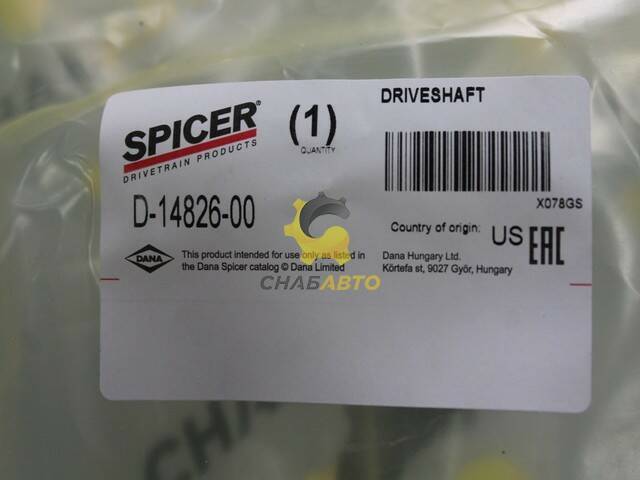 SPICER®
DRIVETRAIN PRODUCTS
(1)
QUANTITY
DRIVESHAFT
X078GS
D-14826-00
Country of origin: US EAC
DANA
This product intended for use only as listed in
the Dana Spicer catalog © Dana Limited
Dana Hungary Ltd.
Körtefa st, 9027 Győr, Hungary
СНАБАВТО
СНАБ